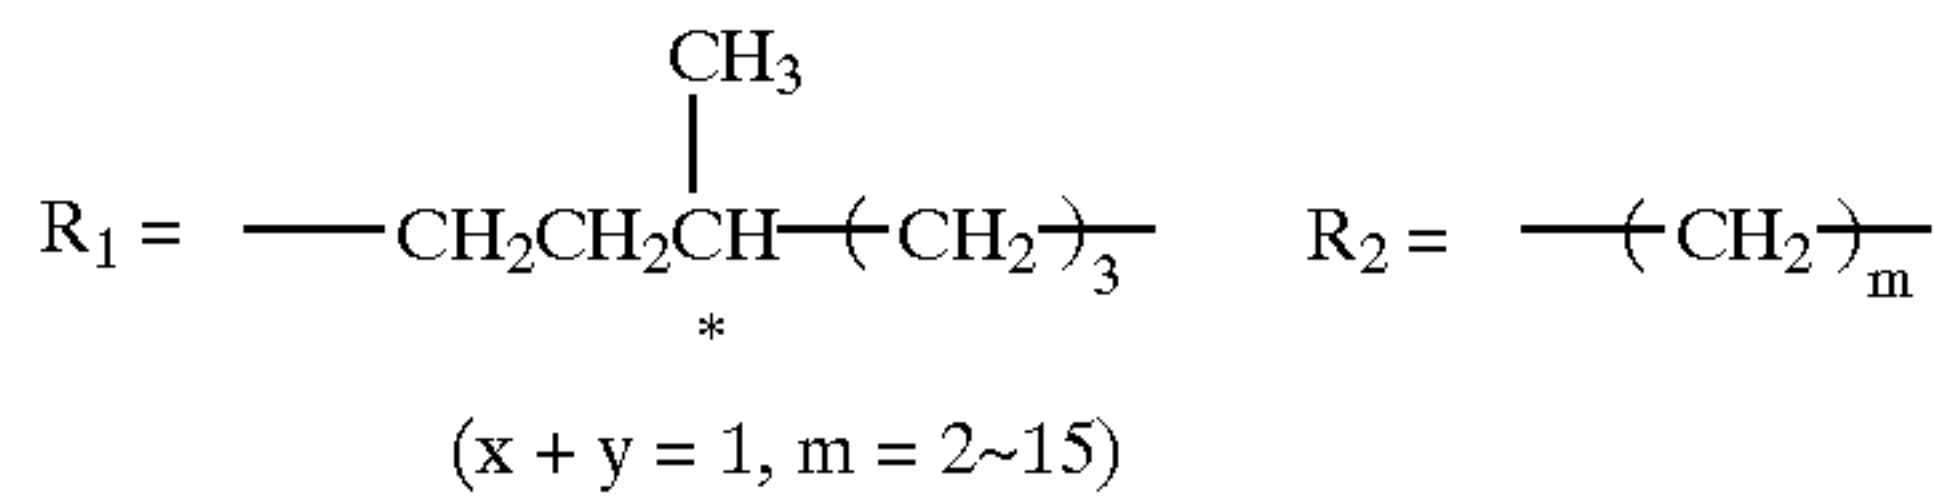 CH₃
R₁ = —CH₂CH₂CH—(CH₂)₃— R₂ = —(CH₂)ₘ—
*
(x + y = 1, m = 2~15)